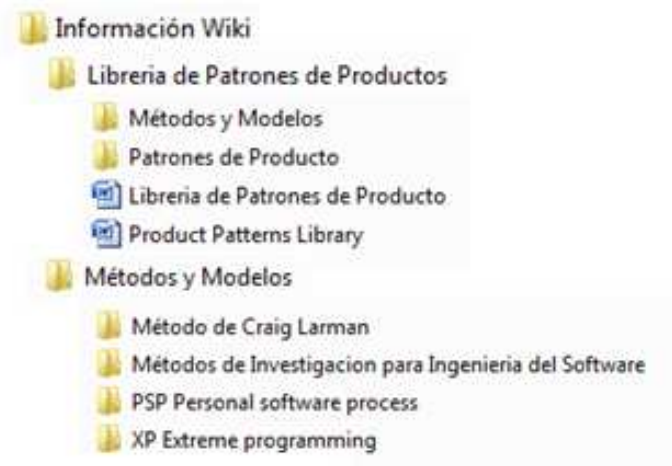 Información Wiki
Libreria de Patrones de Productos
Métodos y Modelos
Patrones de Producto
Libreria de Patrones de Producto
Product Patterns Library
Métodos y Modelos
Método de Craig Larman
Métodos de Investigacion para Ingenieria del Software
PSP Personal software process
XP Extreme programming